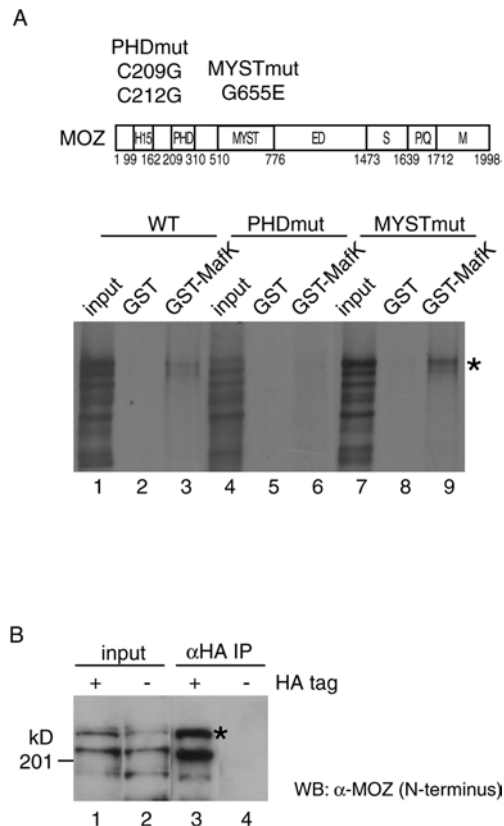 A
PHDmut
C209G
C212G
MYSTmut
G655E
MOZ H15 PHD MYST ED S P/Q M
1 99 162 209 310 510 776 1473 1639 1712 1998
WT PHDmut MYSTmut
input GST GST-MafK input GST GST-MafK input GST GST-MafK
*
1 2 3 4 5 6 7 8 9
B
input αHA IP
+ - + - HA tag
kD
201
*
WB: α-MOZ (N-terminus)
1 2 3 4